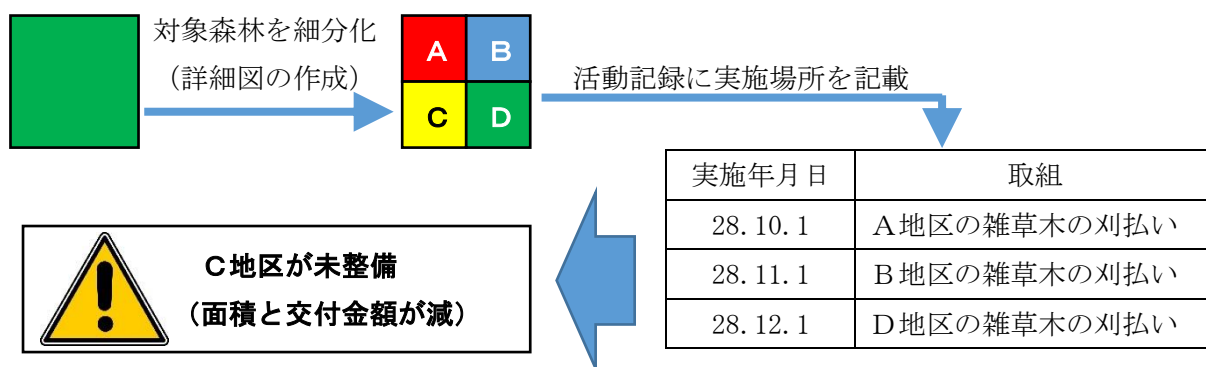 対象森林を細分化
（詳細図の作成）
A B
C D
活動記録に実施場所を記載
実施年月日 取組
28.10.1 Ａ地区の雑草木の刈払い
28.11.1 Ｂ地区の雑草木の刈払い
28.12.1 Ｄ地区の雑草木の刈払い
Ｃ地区が未整備
（面積と交付金額が減）